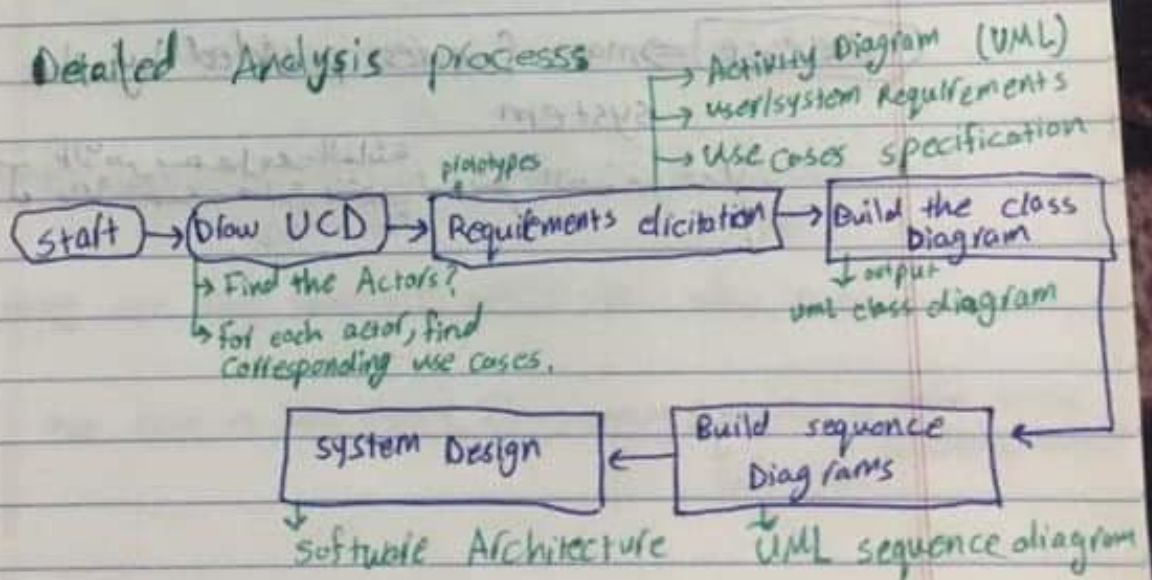 Detailed Analysis processs
→ Activity Diagram (UML)
→ user/system Requirements
→ Use cases specification
prototypes
Start → Draw UCD → Requirements elicitation → Build the class
Diagram
→ Find the Actors?
→ for each actor, find
Corresponding use cases.
↓ output
uml class diagram
System Design ← Build sequence
Diagrams
software Architecture
UML sequence diagram